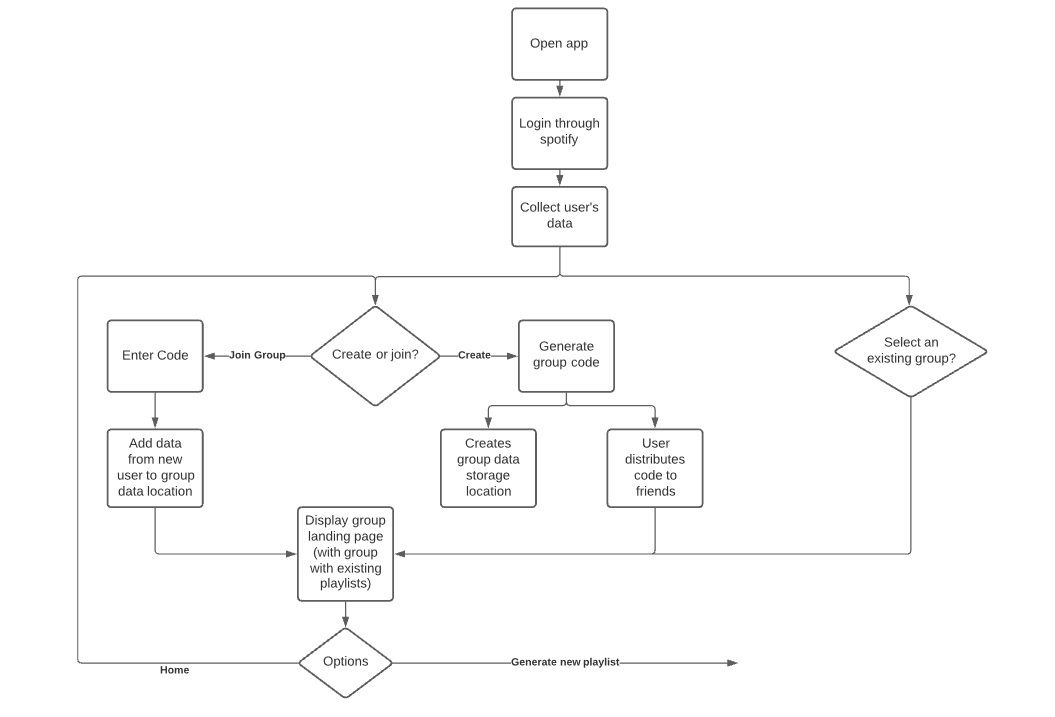 Open app
Login through
spotify
Collect user's
data
Enter Code
Join Group
Create or join?
Create
Generate
group code
Select an
existing group?
Add data
from new
user to group
data location
Creates
group data
storage
location
User
distributes
code to
friends
Display group
landing page
(with group
with existing
playlists)
Options
Generate new playlist
Home